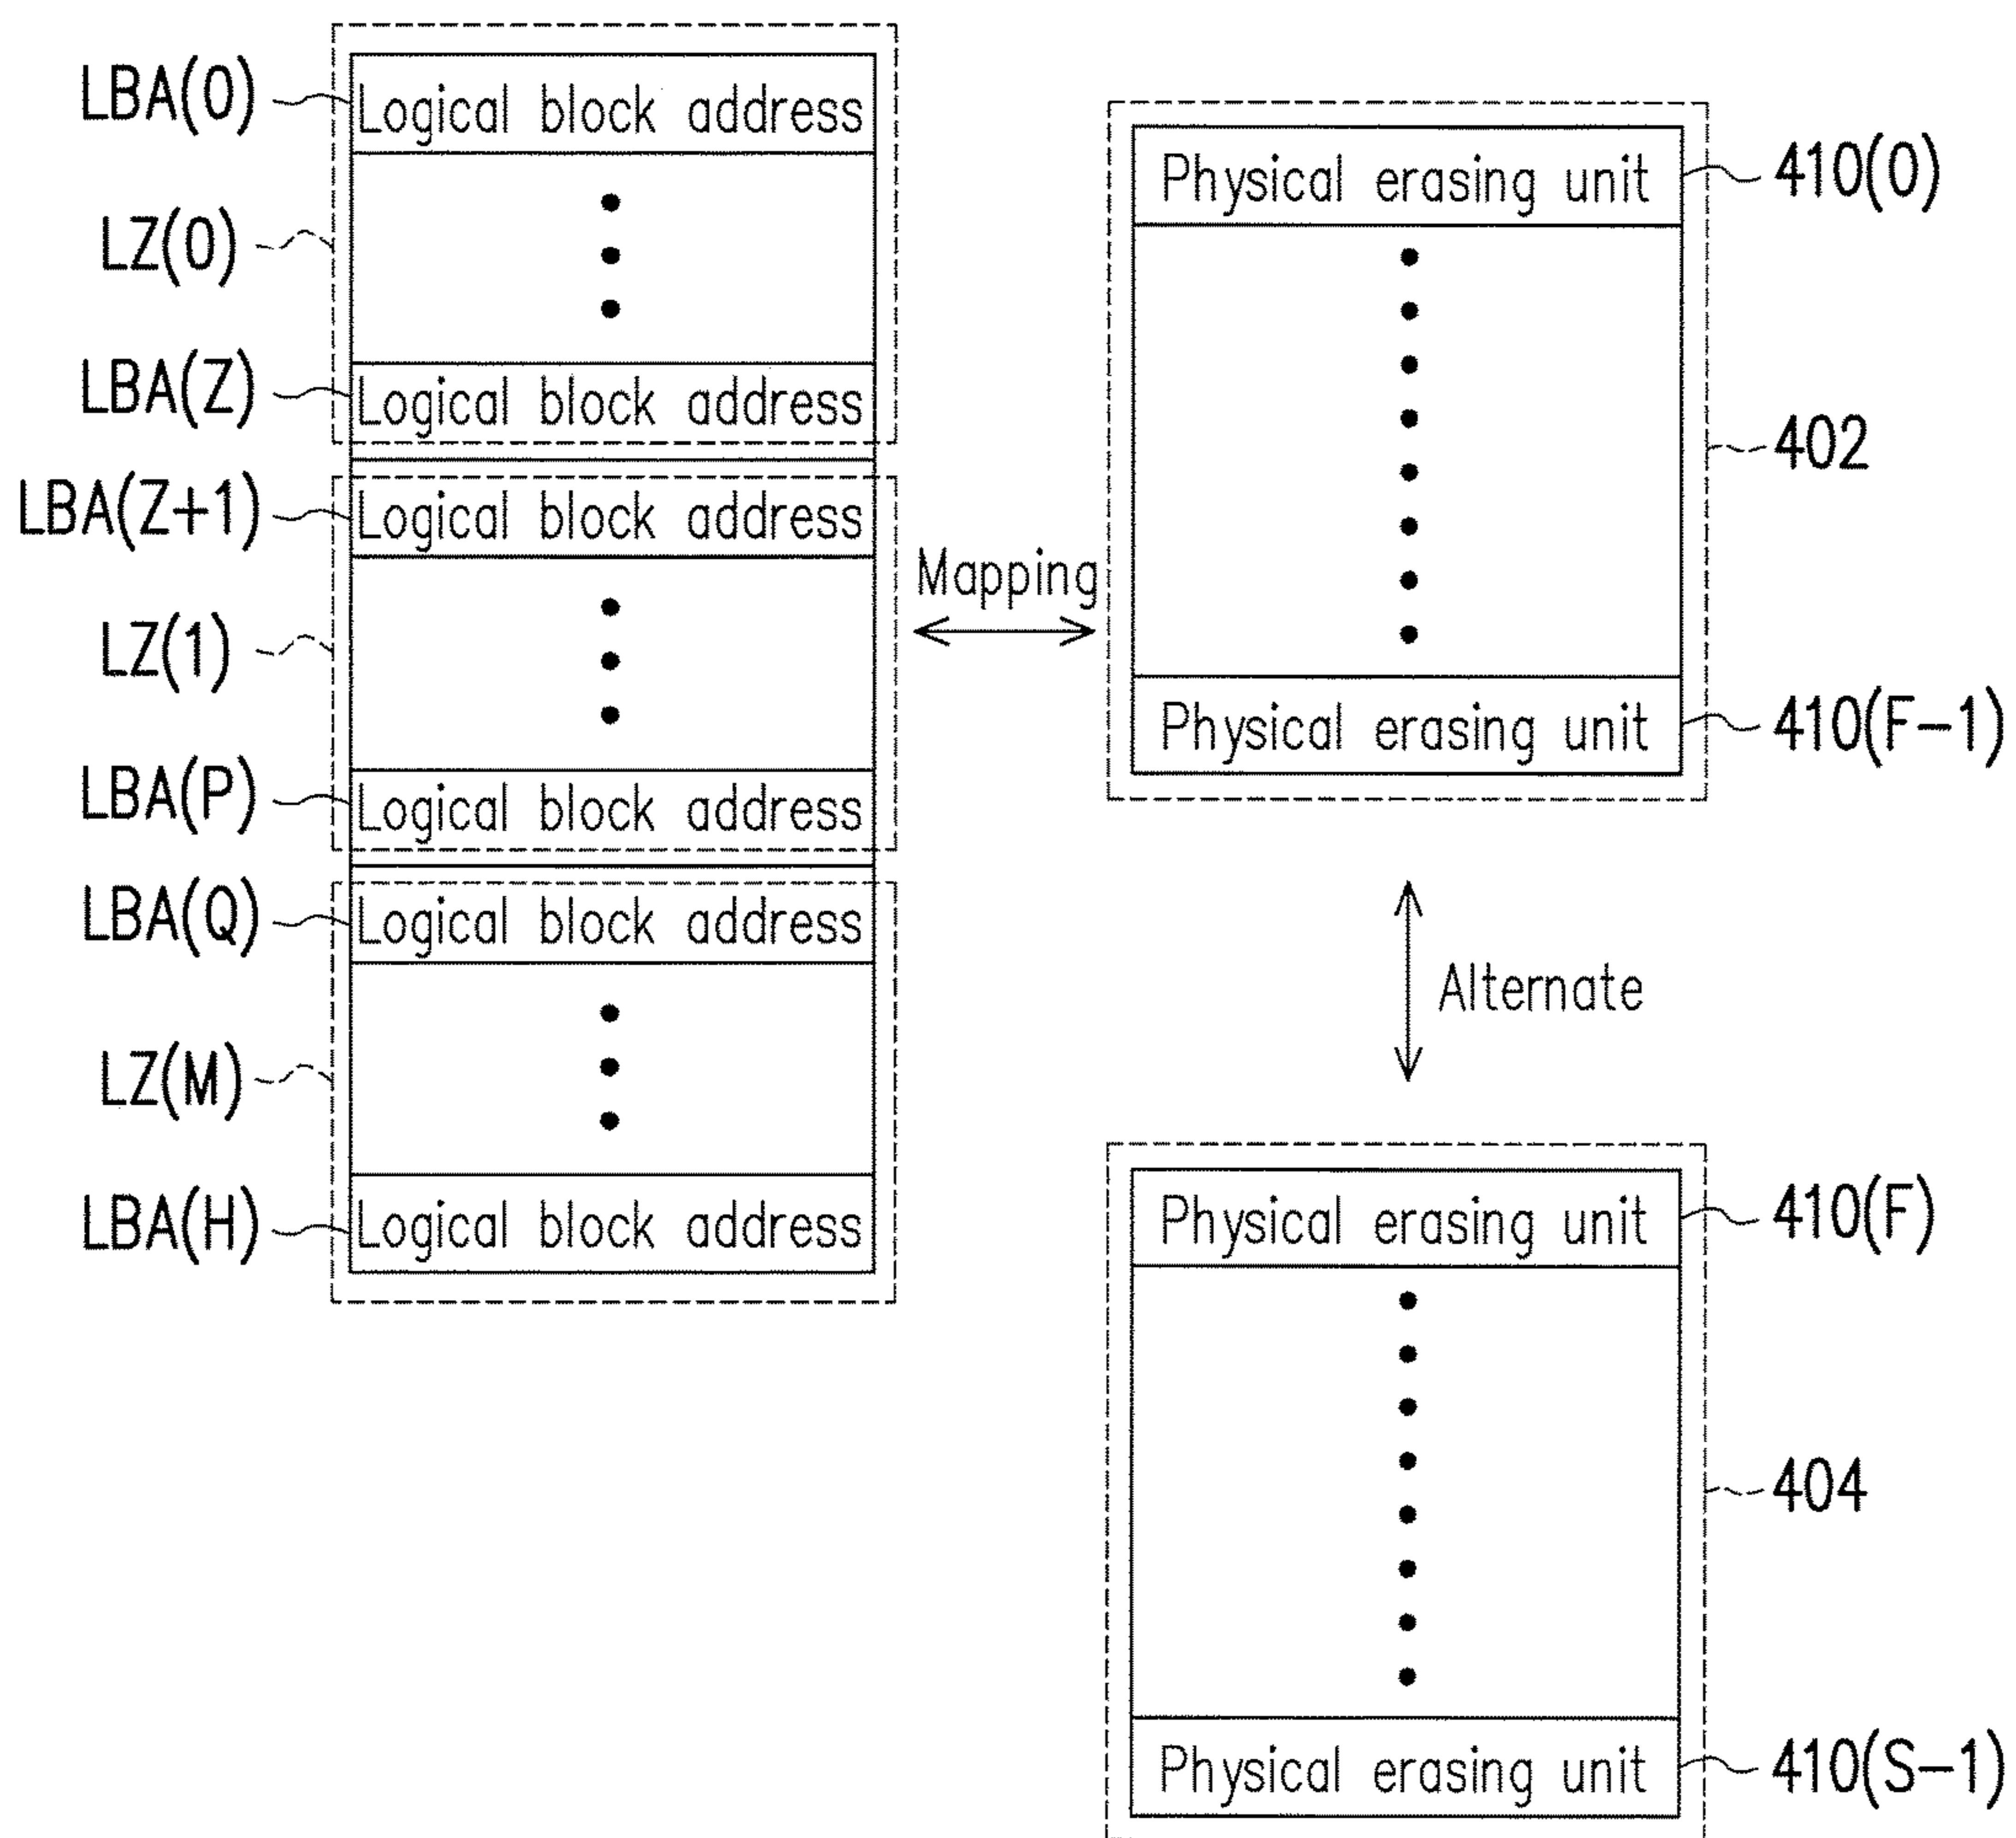 LBA(0)
Logical block address
LZ(0)
LBA(Z)
Logical block address
LBA(Z+1)
Logical block address
LZ(1)
LBA(P)
Logical block address
LBA(Q)
Logical block address
LZ(M)
LBA(H)
Logical block address
Mapping
Physical erasing unit
410(0)
402
Physical erasing unit
410(F-1)
Alternate
Physical erasing unit
410(F)
404
Physical erasing unit
410(S-1)